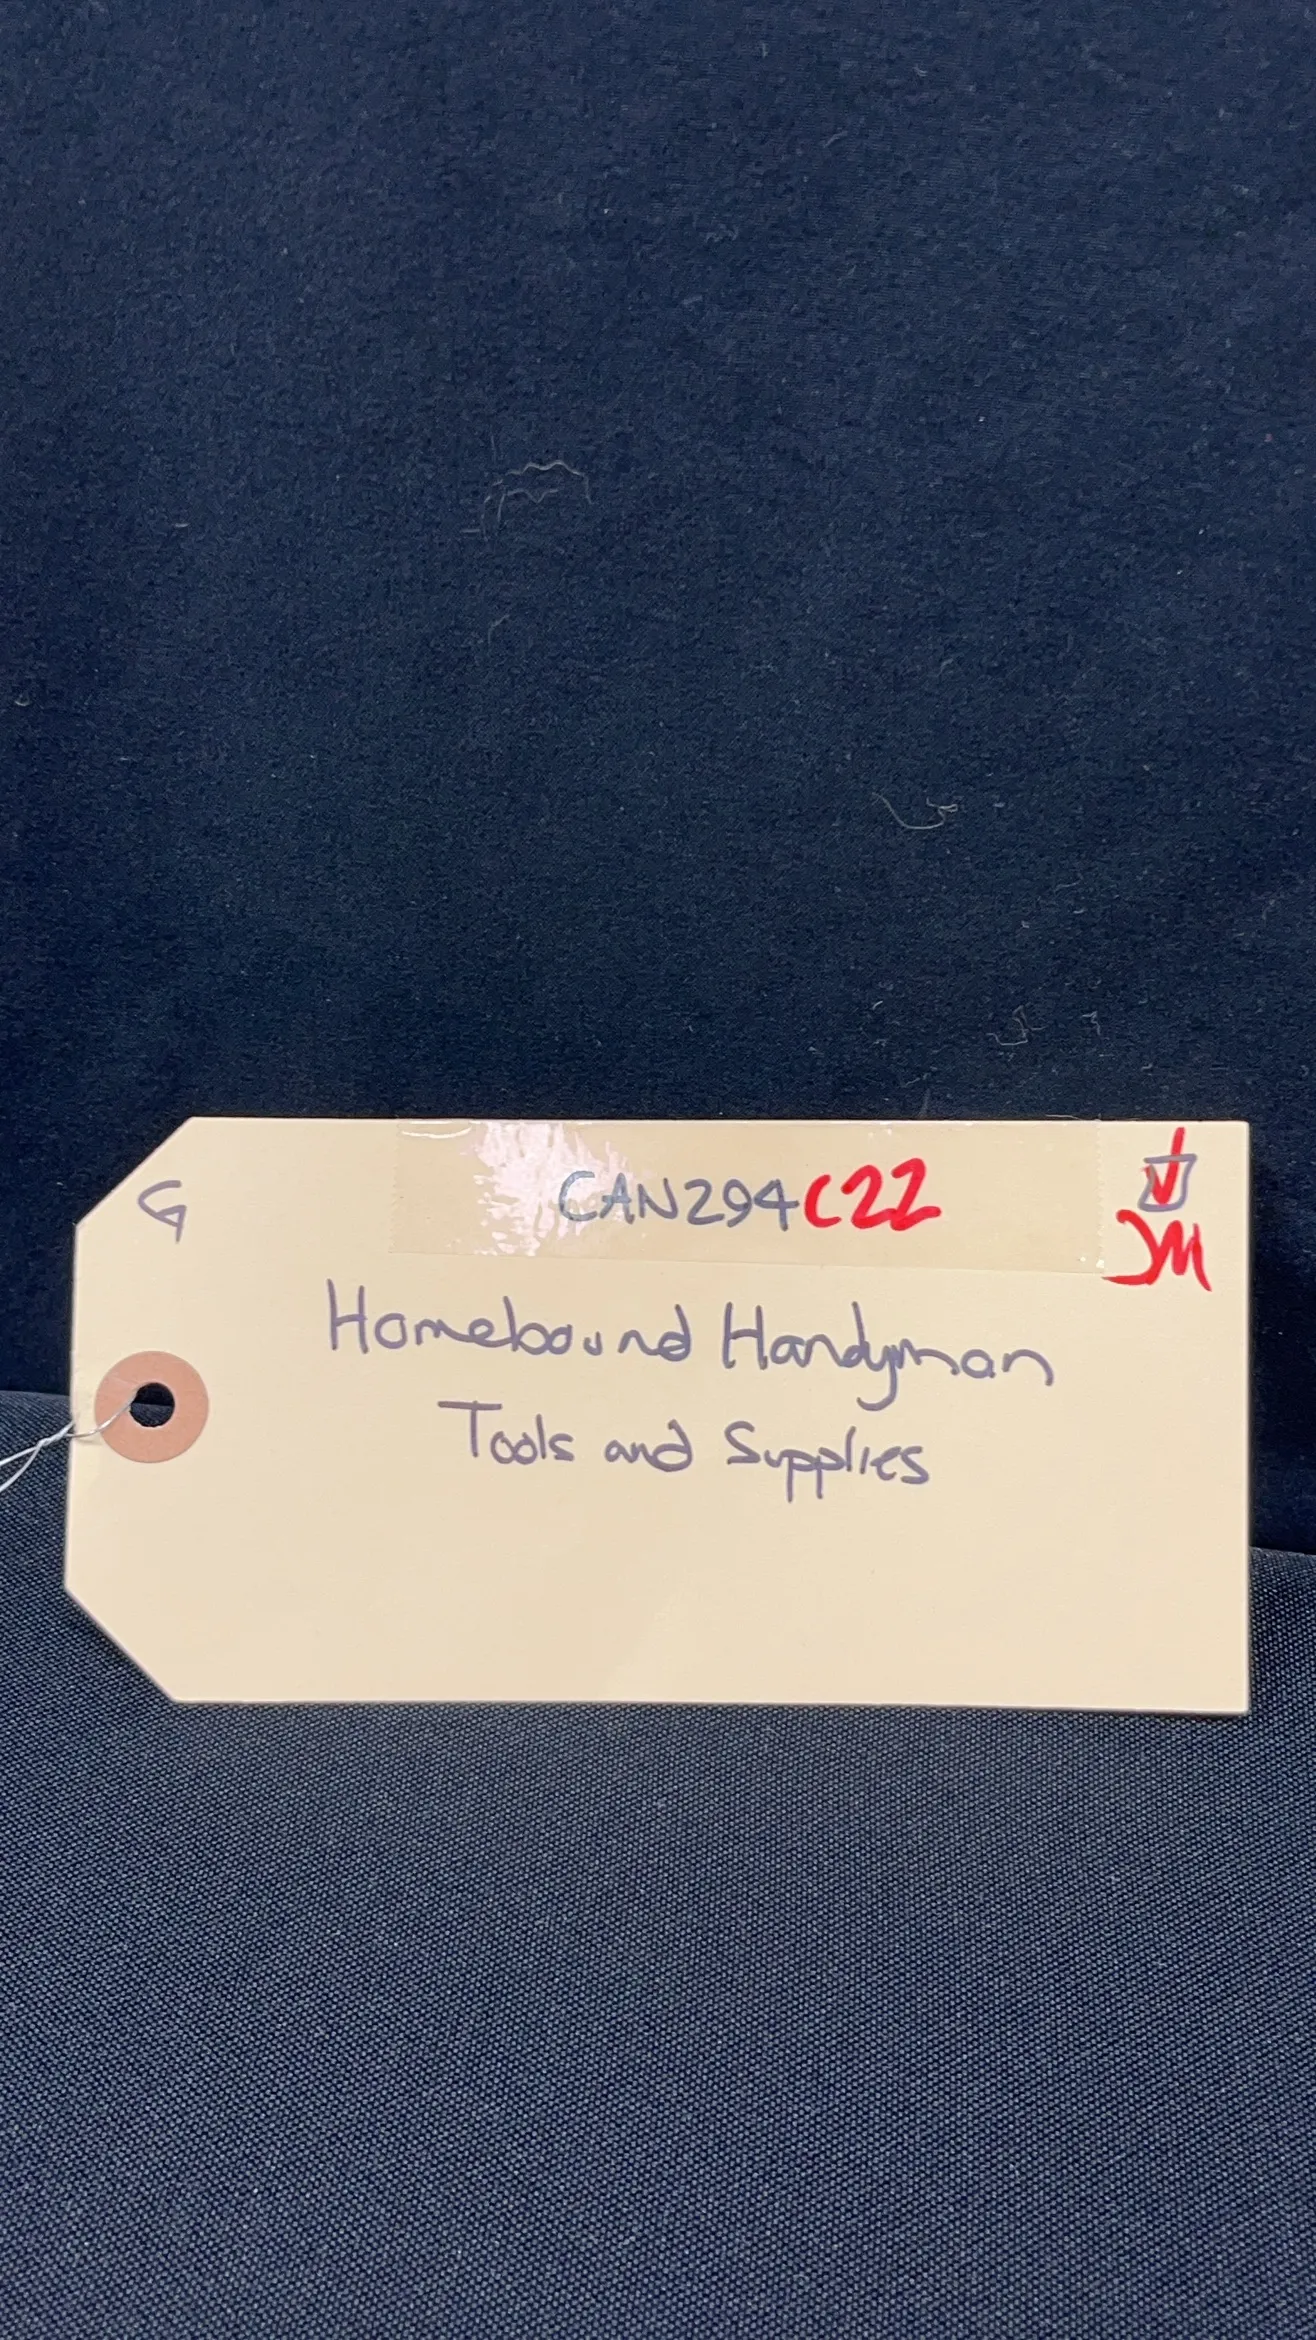 G
CAN294C22
JM
Homebound Handyman
Tools and Supplies